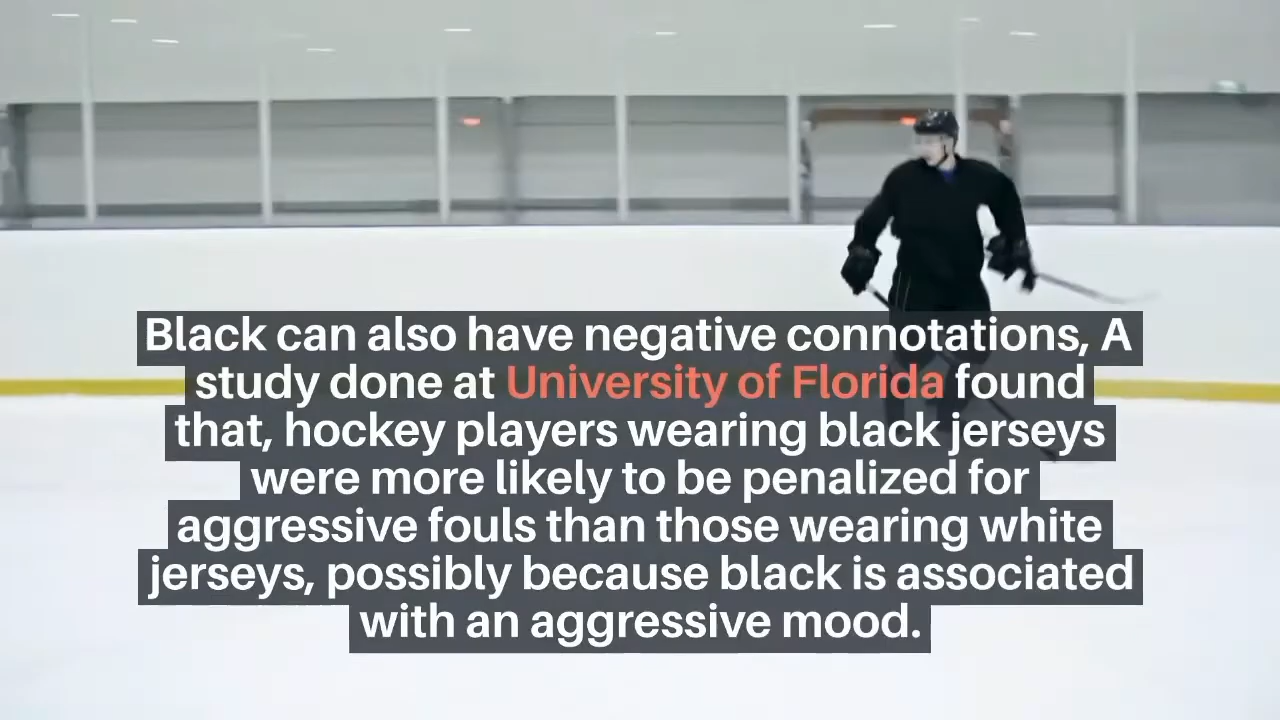 Black can also have negative connotations, A
study done at University of Florida found
that, hockey players wearing black jerseys
were more likely to be penalized for
aggressive fouls than those wearing white
jerseys, possibly because black is associated
with an aggressive mood.